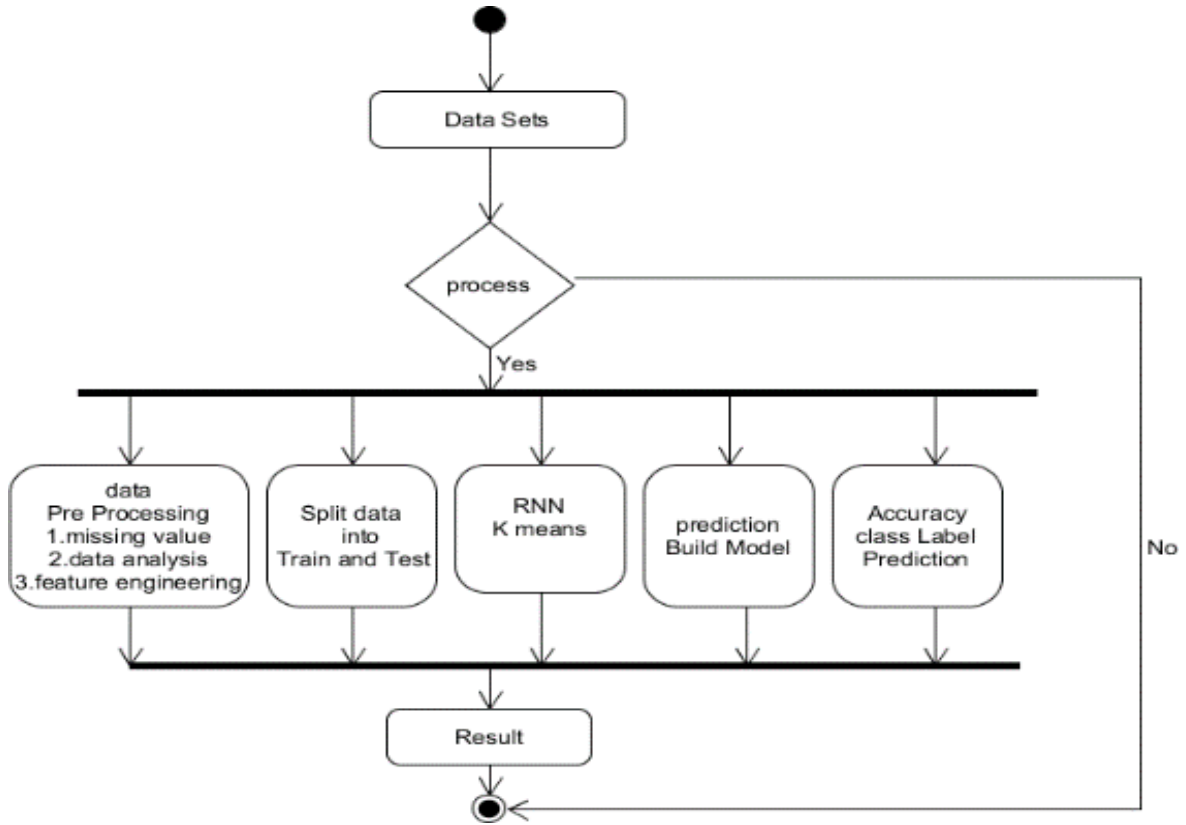 Data Sets
process
Yes
data
Pre Processing
1.missing value
2.data analysis
3.feature engineering
Split data
into
Train and Test
RNN
K means
prediction
Build Model
Accuracy
class Label
Prediction
No
Result